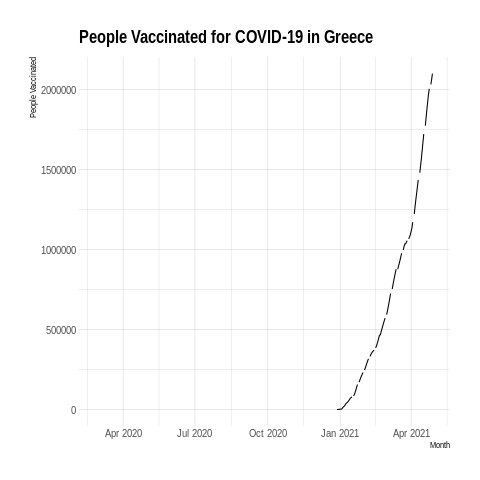 People Vaccinated for COVID-19 in Greece
People Vaccinated
2000000
1500000
1000000
500000
0
Apr 2020 Jul 2020 Oct 2020 Jan 2021 Apr 2021
Month